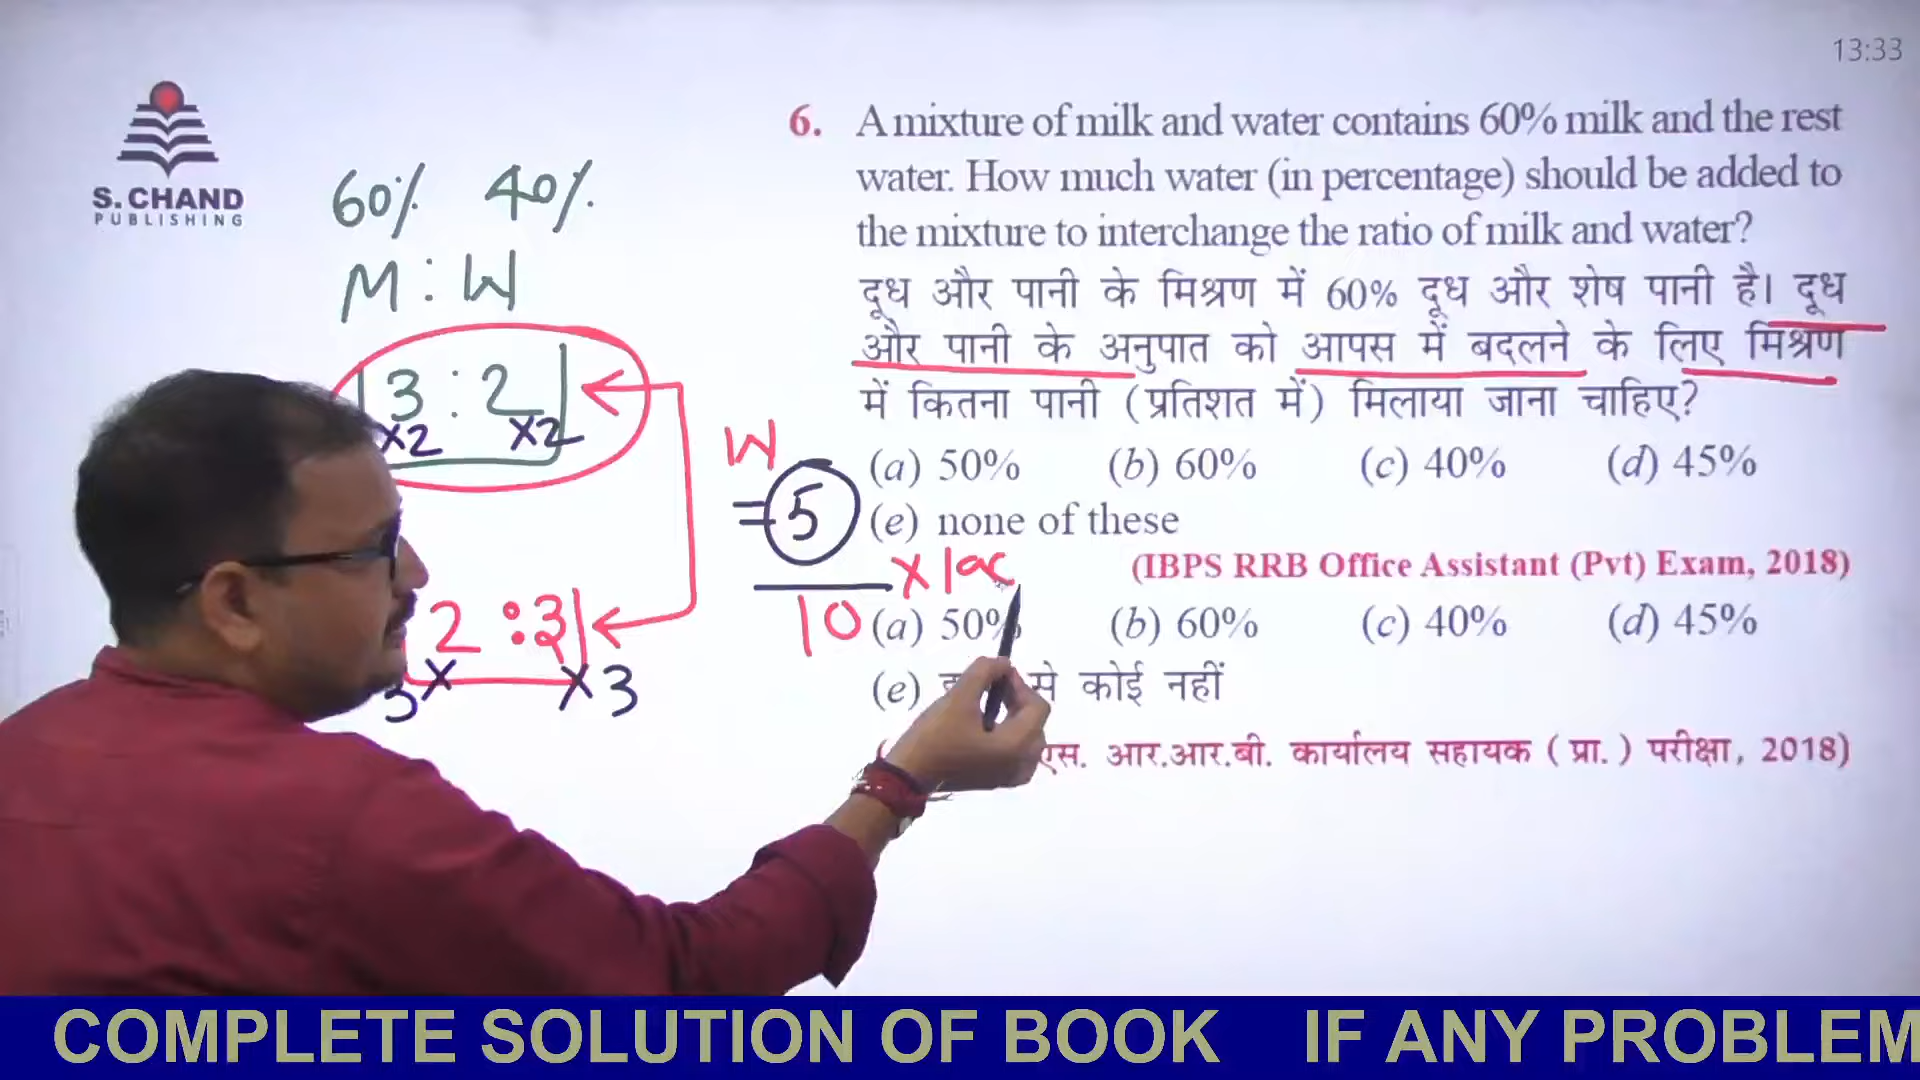 13:33
S. CHAND
PUBLISHING
60% 40%
M : W
3 : 2
×2 ×2
2 : 3
3 × × 3
W
= 5
10
× 10
6. A mixture of milk and water contains 60% milk and the rest
water. How much water (in percentage) should be added to
the mixture to interchange the ratio of milk and water?
दूध और पानी के मिश्रण में 60% दूध और शेष पानी है। दूध
और पानी के अनुपात को आपस में बदलने के लिए मिश्रण
में कितना पानी (प्रतिशत में) मिलाया जाना चाहिए?
(a) 50% (b) 60% (c) 40% (d) 45%
(e) none of these
(IBPS RRB Office Assistant (Pvt) Exam, 2018)
(a) 50% (b) 60% (c) 40% (d) 45%
(e) से कोई नहीं
एस. आर.आर.बी. कार्यालय सहायक (प्रा.) परीक्षा, 2018)
COMPLETE SOLUTION OF BOOK IF ANY PROBLEM